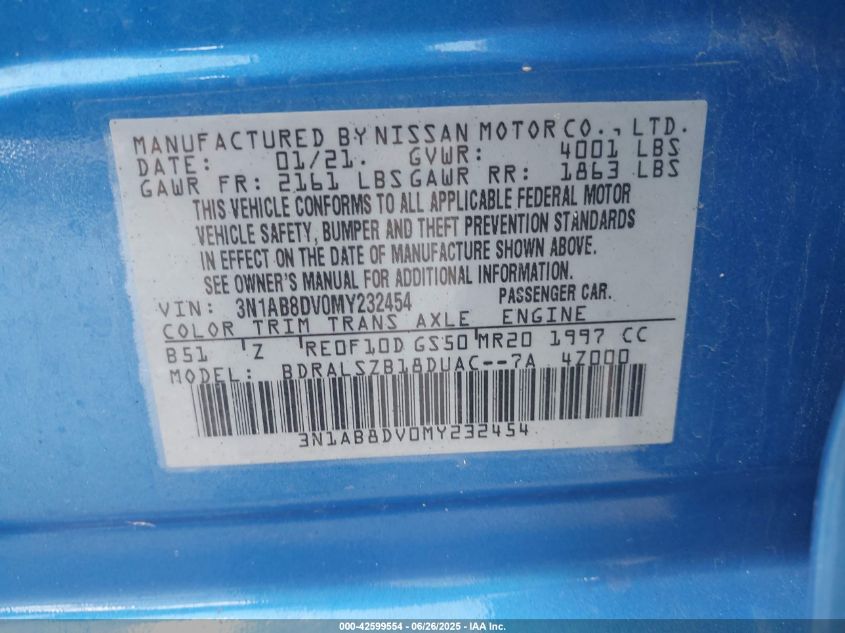 MANUFACTURED BY NISSAN MOTOR CO., LTD.
DATE: 01/21. GVWR: 4001 LBS
GAWR FR: 2161 LBS GAWR RR: 1863 LBS
THIS VEHICLE CONFORMS TO ALL APPLICABLE FEDERAL MOTOR
VEHICLE SAFETY, BUMPER AND THEFT PREVENTION STANDARDS
IN EFFECT ON THE DATE OF MANUFACTURE SHOWN ABOVE.
SEE OWNER'S MANUAL FOR ADDITIONAL INFORMATION.
VIN: 3N1AB8DV0MY232454 PASSENGER CAR.
COLOR TRIM TRANS AXLE ENGINE
B51 Z RE0F10D GS50 MR20 1997 CC
MODEL: BDRALSZB18DUAC--7A 4Z000
3N1AB8DV0MY232454
000-42599554 | 06/26/2025 - IAA Inc.